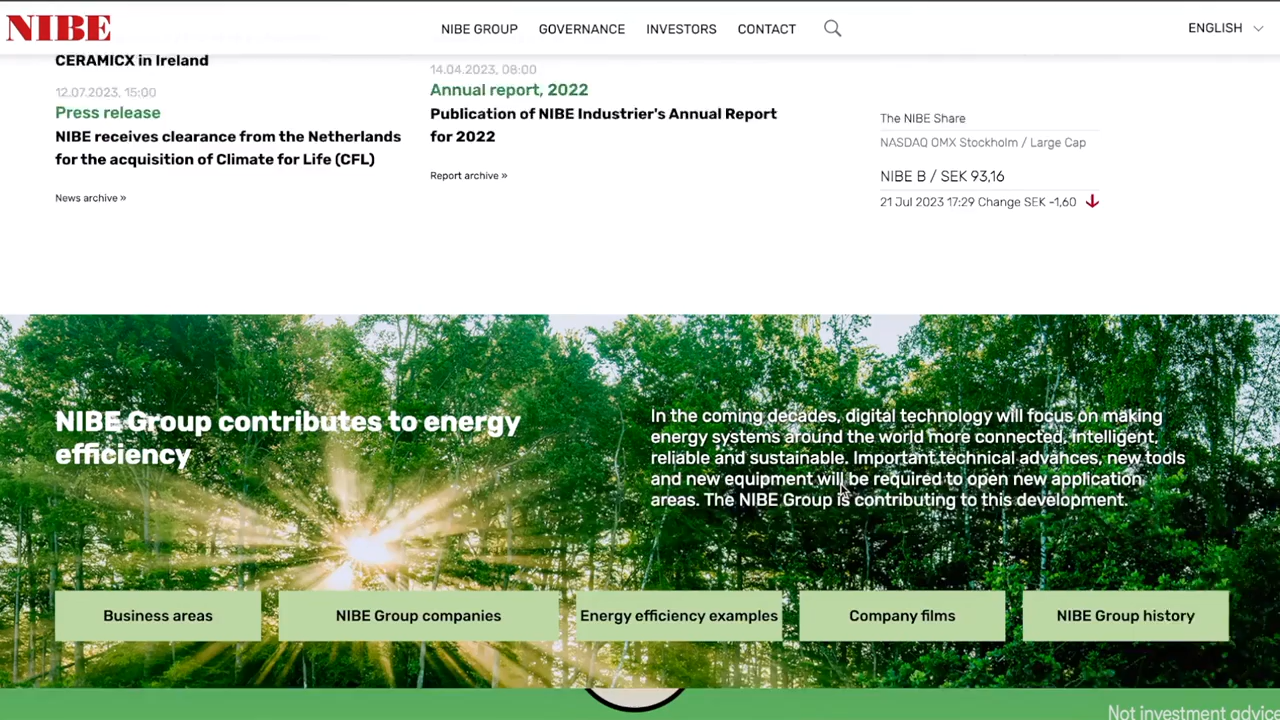 NIBE
NIBE GROUP
GOVERNANCE
INVESTORS
CONTACT
ENGLISH
CERAMICX in Ireland
12.07.2023, 15:00
Press release
NIBE receives clearance from the Netherlands
for the acquisition of Climate for Life (CFL)
News archive »
14.04.2023, 08:00
Annual report, 2022
Publication of NIBE Industrier's Annual Report
for 2022
Report archive »
The NIBE Share
NASDAQ OMX Stockholm / Large Cap
NIBE B / SEK 93,16
21 Jul 2023 17:29 Change SEK -1,60
NIBE Group contributes to energy
efficiency
In the coming decades, digital technology will focus on making
energy systems around the world more connected, intelligent,
reliable and sustainable. Important technical advances, new tools
and new equipment will be required to open new application
areas. The NIBE Group is contributing to this development.
Business areas
NIBE Group companies
Energy efficiency examples
Company films
NIBE Group history
Not investment advice